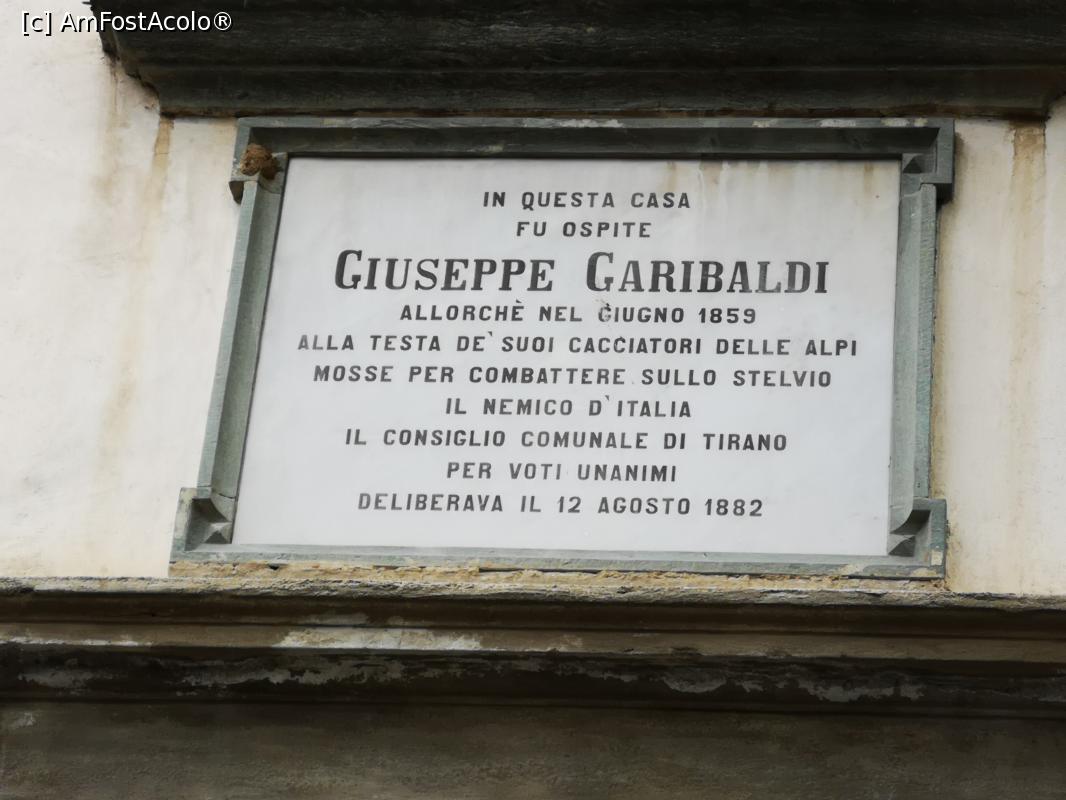 [c] AmFostAcolo®
IN QUESTA CASA
FU OSPITE
GIUSEPPE GARIBALDI
ALLORCHÈ NEL GIUGNO 1859
ALLA TESTA DE' SUOI CACCIATORI DELLE ALPI
MOSSE PER COMBATTERE SULLO STELVIO
IL NEMICO D'ITALIA
IL CONSIGLIO COMUNALE DI TIRANO
PER VOTI UNANIMI
DELIBERAVA IL 12 AGOSTO 1882